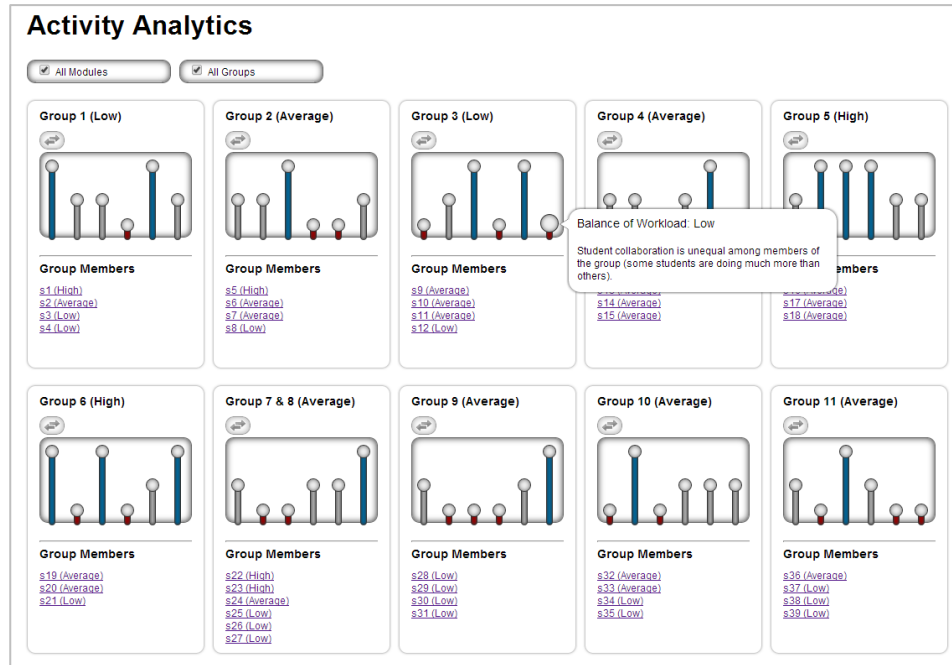 Activity Analytics
All Modules
All Groups
Group 1 (Low)
Group Members
s1 (High)
s2 (Average)
s3 (Low)
s4 (Low)
Group 2 (Average)
Group Members
s5 (High)
s6 (Average)
s7 (Average)
s8 (Low)
Group 3 (Low)
Group Members
s9 (Average)
s10 (Average)
s11 (Average)
s12 (Low)
Balance of Workload: Low
Student collaboration is unequal among members of
the group (some students are doing much more than
others).
Group 4 (Average)
s14 (Average)
s15 (Average)
Group 5 (High)
embers
s17 (Average)
s18 (Average)
Group 6 (High)
Group Members
s19 (Average)
s20 (Average)
s21 (Low)
Group 7 & 8 (Average)
Group Members
s22 (High)
s23 (High)
s24 (Average)
s25 (Low)
s26 (Low)
s27 (Low)
Group 9 (Average)
Group Members
s28 (Low)
s29 (Low)
s30 (Low)
s31 (Low)
Group 10 (Average)
Group Members
s32 (Average)
s33 (Average)
s34 (Low)
s35 (Low)
Group 11 (Average)
Group Members
s36 (Average)
s37 (Low)
s38 (Low)
s39 (Low)